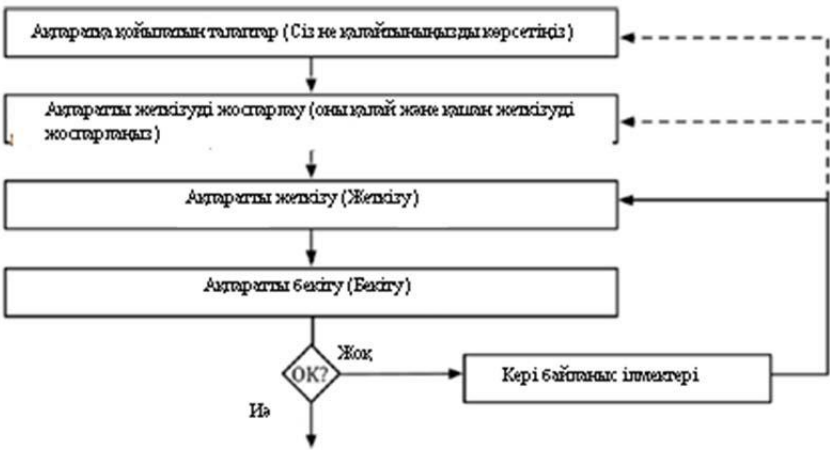 Ақпаратқа қойылатын талаптар (Сіз не қалайтыныңызды көрсетіңіз)
Ақпаратты жеткізуді жоспарлау (оны қалай және қашан жеткізуді
жоспарлаңыз)
Ақпаратты жеткізу (Жеткізу)
Ақпаратты бекіту (Бекіту)
OK?
Жоқ
Кері байланыс ілмектері
Иә